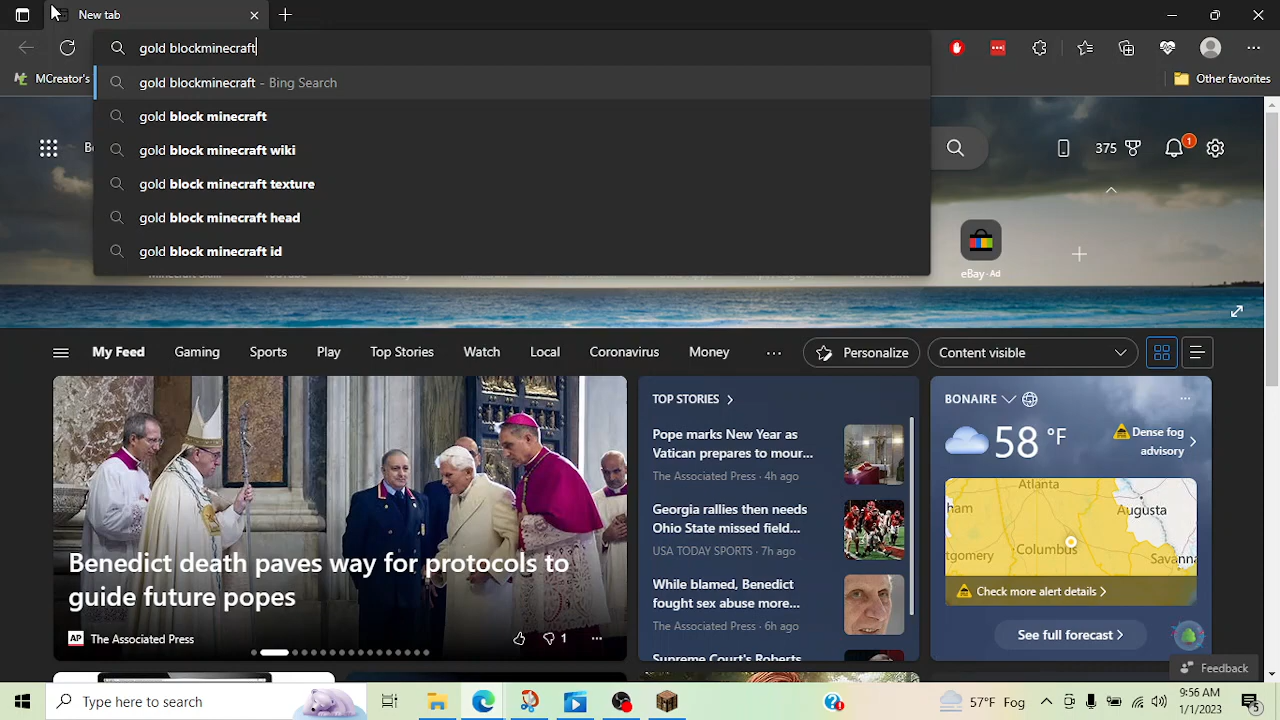 New tab
gold blockminecraft
MCreator's
Other favorites
gold blockminecraft - Bing Search
gold block minecraft
gold block minecraft wiki
gold block minecraft texture
gold block minecraft head
gold block minecraft id
375
1
eBay · Ad
My Feed
Gaming
Sports
Play
Top Stories
Watch
Local
Coronavirus
Money
Personalize
Content visible
Benedict death paves way for protocols to
guide future popes
AP The Associated Press
1
TOP STORIES
Pope marks New Year as
Vatican prepares to mour...
The Associated Press · 4h ago
Georgia rallies then needs
Ohio State missed field...
USA TODAY SPORTS · 7h ago
While blamed, Benedict
fought sex abuse more...
The Associated Press · 6h ago
Supreme Court's Roberts
BONAIRE
58 °F
Dense fog
advisory
Atlanta
ham
Augusta
Columbus
tgomery
Savanna
Check more alert details
See full forecast
Feedback
Type here to search
57°F Fog
9:56 AM
1/1/2023
5